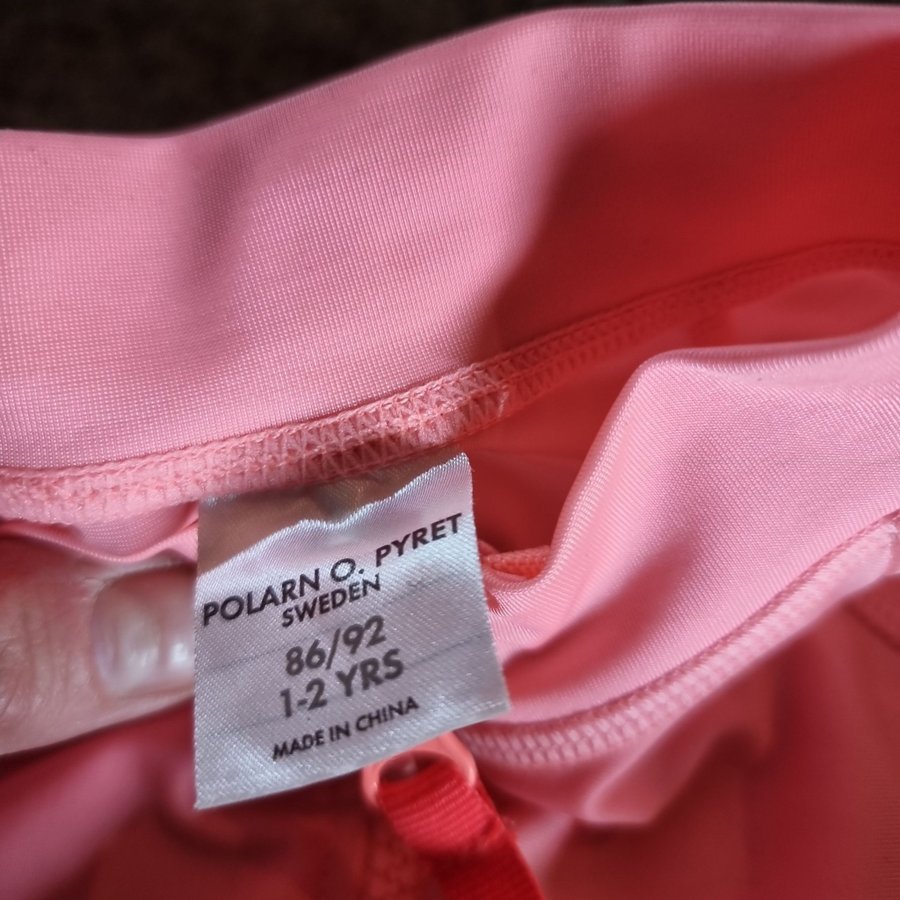 POLARN O. PYRET
SWEDEN
86/92
1-2 YRS
MADE IN CHINA